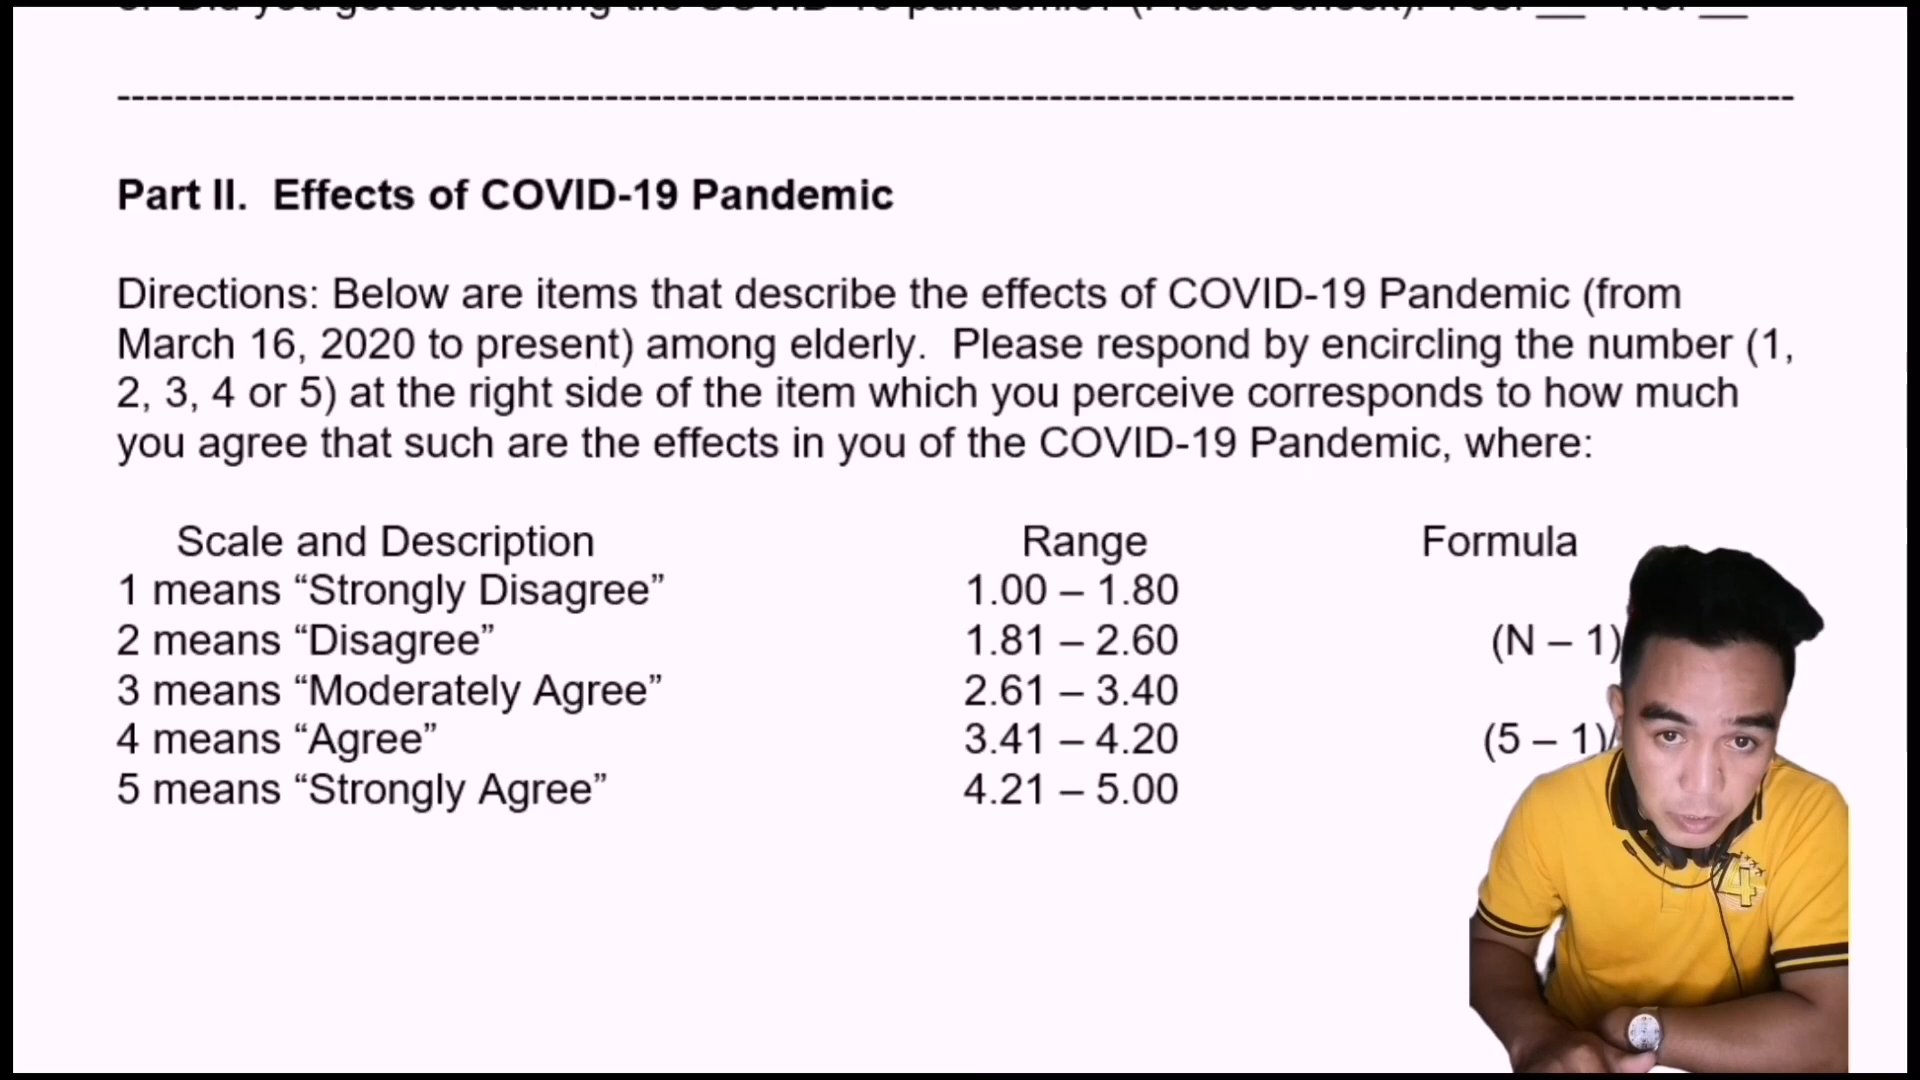 Part II. Effects of COVID-19 Pandemic
Directions: Below are items that describe the effects of COVID-19 Pandemic (from
March 16, 2020 to present) among elderly. Please respond by encircling the number (1,
2, 3, 4 or 5) at the right side of the item which you perceive corresponds to how much
you agree that such are the effects in you of the COVID-19 Pandemic, where:
Scale and Description Range Formula
1 means “Strongly Disagree” 1.00 – 1.80
2 means “Disagree” 1.81 – 2.60 (N – 1)
3 means “Moderately Agree” 2.61 – 3.40
4 means “Agree” 3.41 – 4.20 (5 – 1)/
5 means “Strongly Agree” 4.21 – 5.00
4